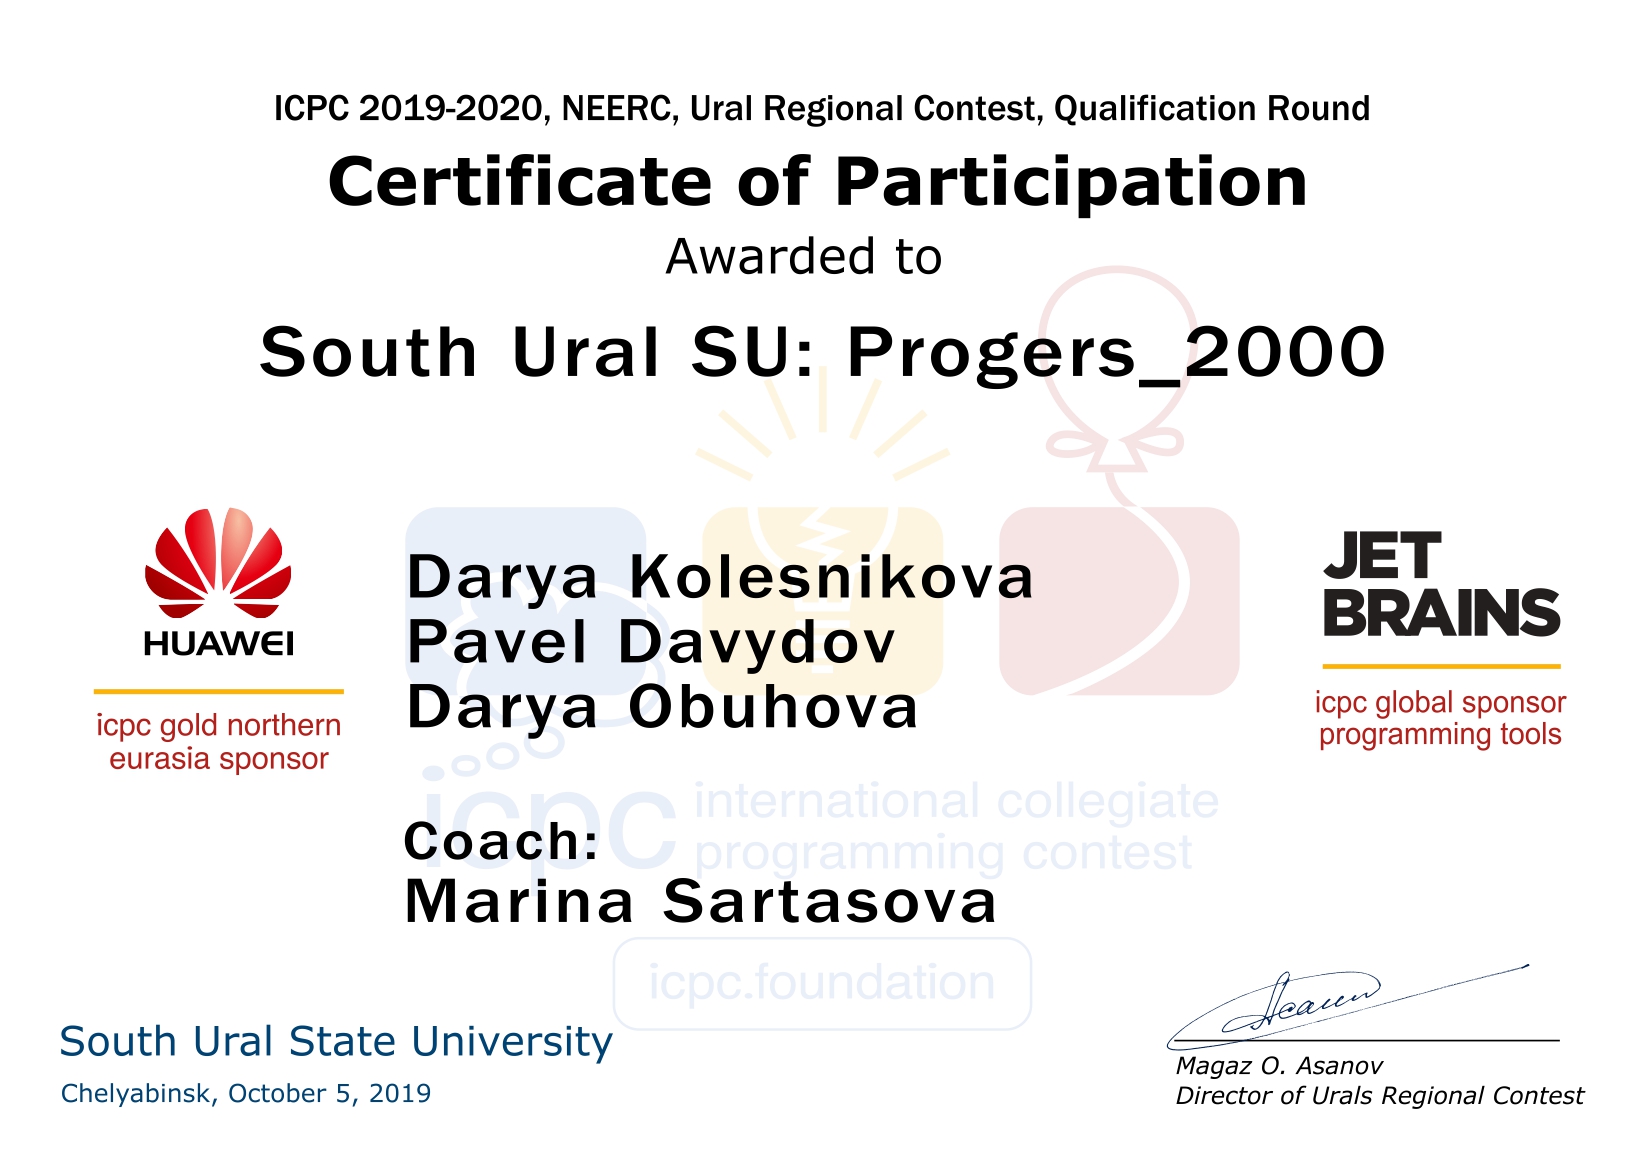 ICPC 2019-2020, NEERC, Ural Regional Contest, Qualification Round
Certificate of Participation
Awarded to
South Ural SU: Progers_2000
HUAWEI
icpc gold northern
eurasia sponsor
Darya Kolesnikova
Pavel Davydov
Darya Obuhova
JET
BRAINS
icpc global sponsor
programming tools
icpc international collegiate
programming contest
Coach:
Marina Sartasova
icpc.foundation
South Ural State University
Chelyabinsk, October 5, 2019
Magaz O. Asanov
Director of Urals Regional Contest